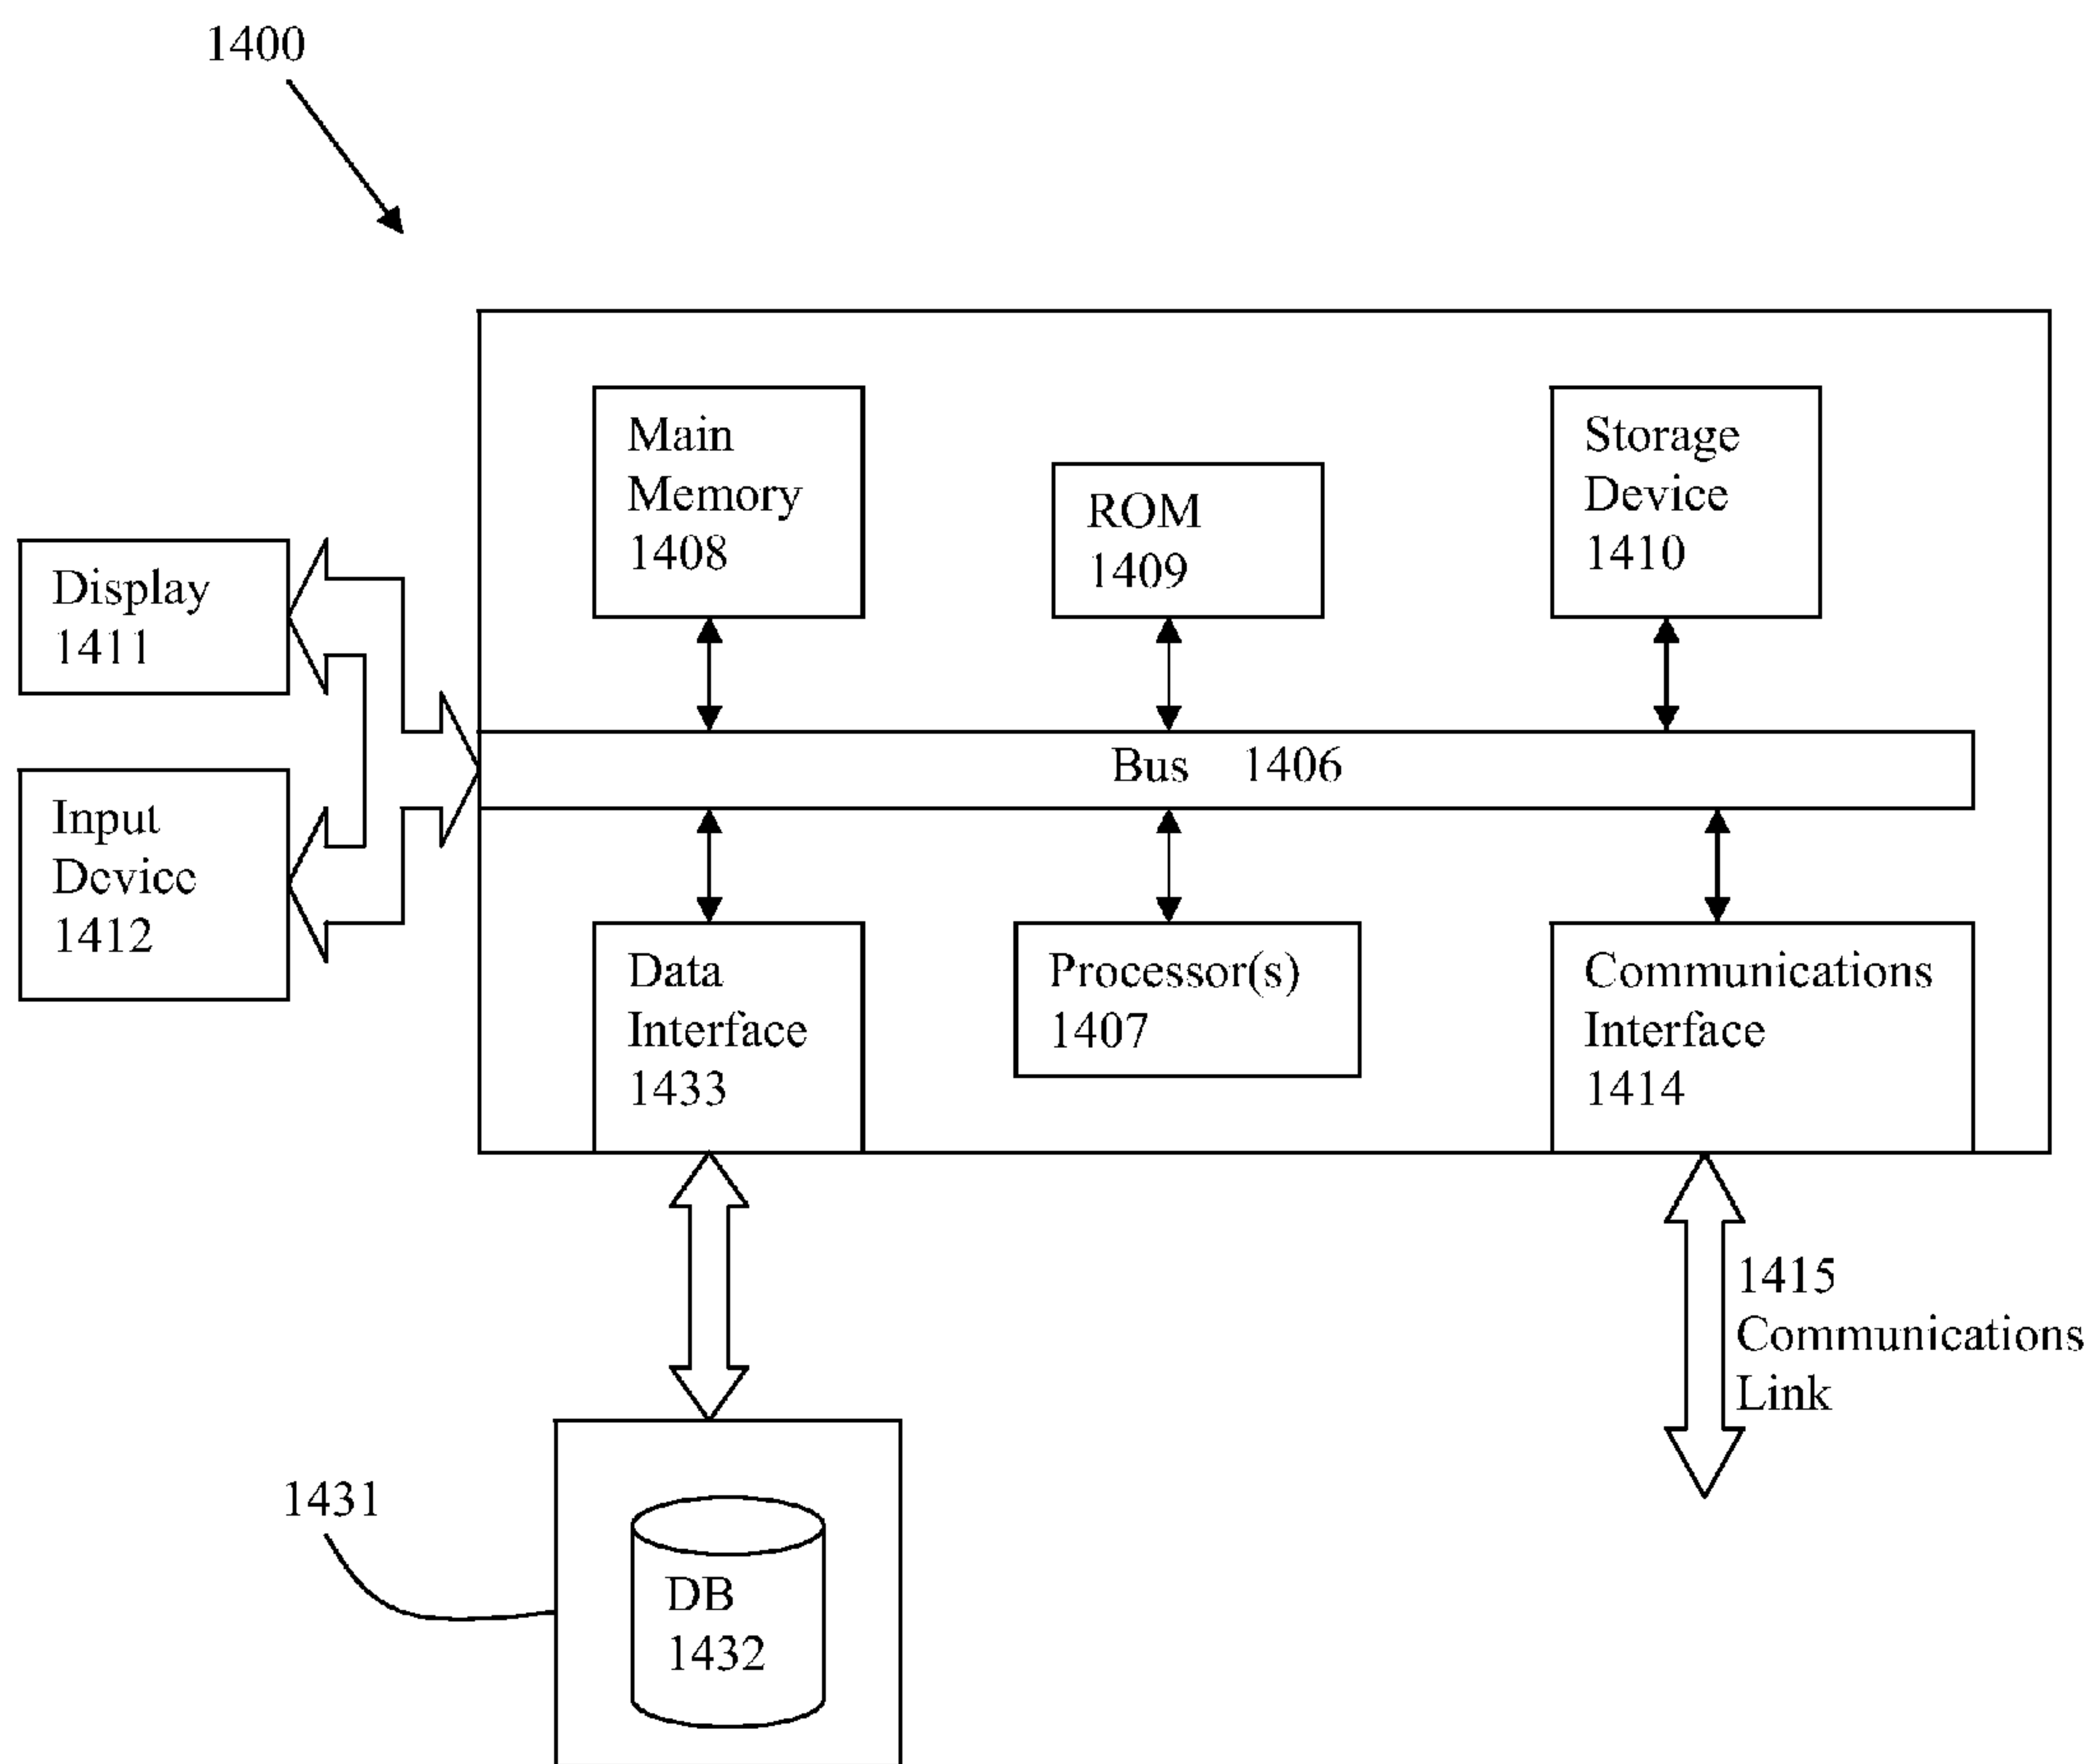 1400
Main
Memory
1408
ROM
1409
Storage
Device
1410
Display
1411
Bus 1406
Input
Device
1412
Data
Interface
1433
Processor(s)
1407
Communications
Interface
1414
1415
Communications
Link
1431
DB
1432